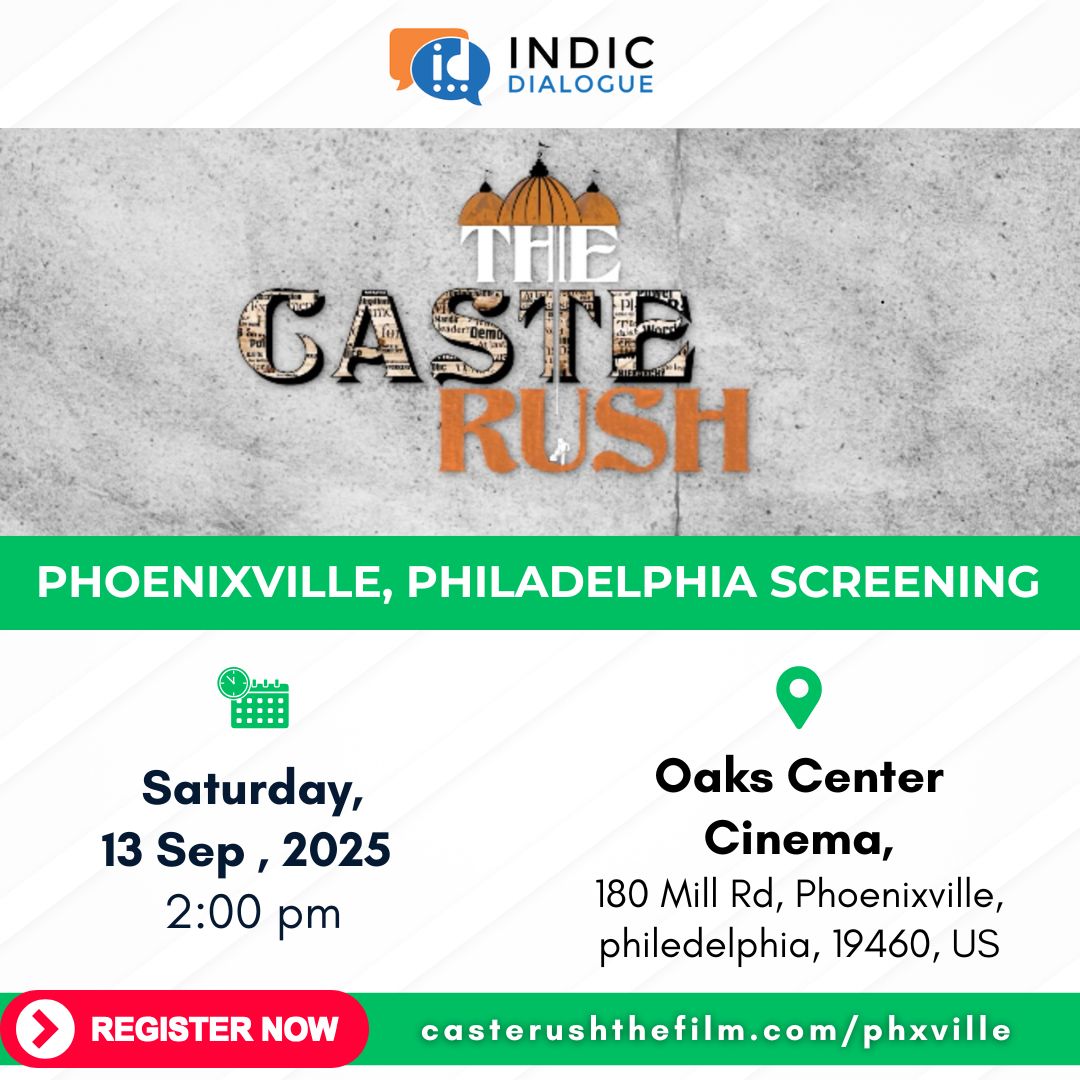 id
INDIC
DIALOGUE
THE
CASTE
RUSH
PHOENIXVILLE, PHILADELPHIA SCREENING
Saturday,
13 Sep , 2025
2:00 pm
Oaks Center
Cinema,
180 Mill Rd, Phoenixville,
philedelphia, 19460, US
REGISTER NOW
casterushthefilm.com/phxville